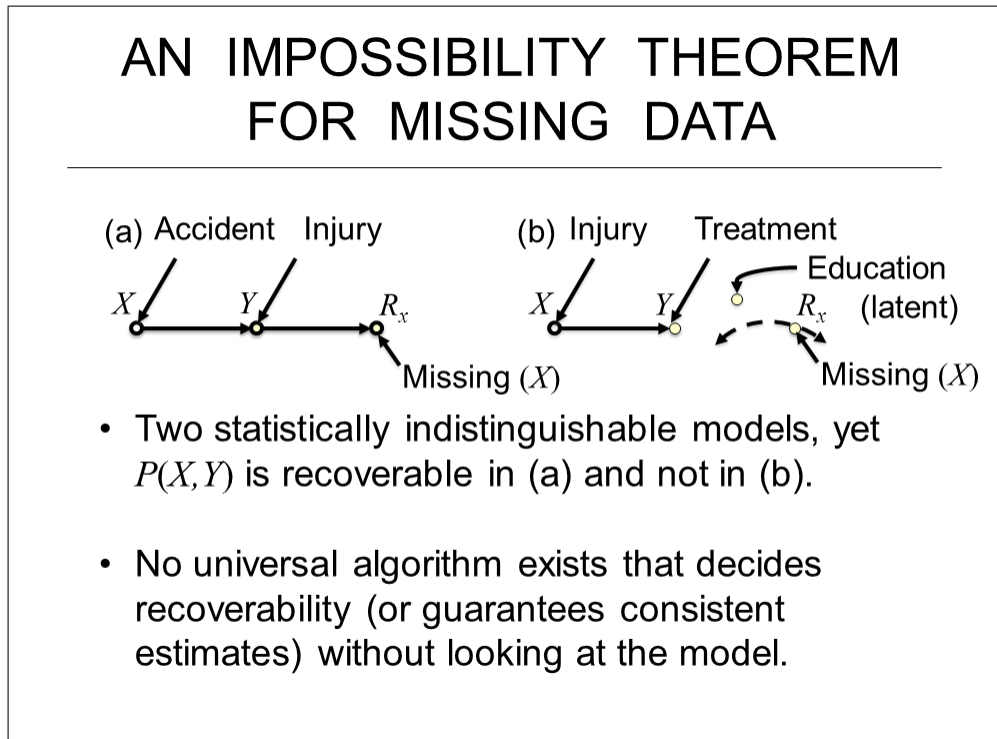 AN IMPOSSIBILITY THEOREM
FOR MISSING DATA
(a) Accident Injury
X Y Rx
Missing (X)
(b) Injury Treatment
Education
(latent)
X Y Rx
Missing (X)
• Two statistically indistinguishable models, yet
P(X,Y) is recoverable in (a) and not in (b).
• No universal algorithm exists that decides
recoverability (or guarantees consistent
estimates) without looking at the model.